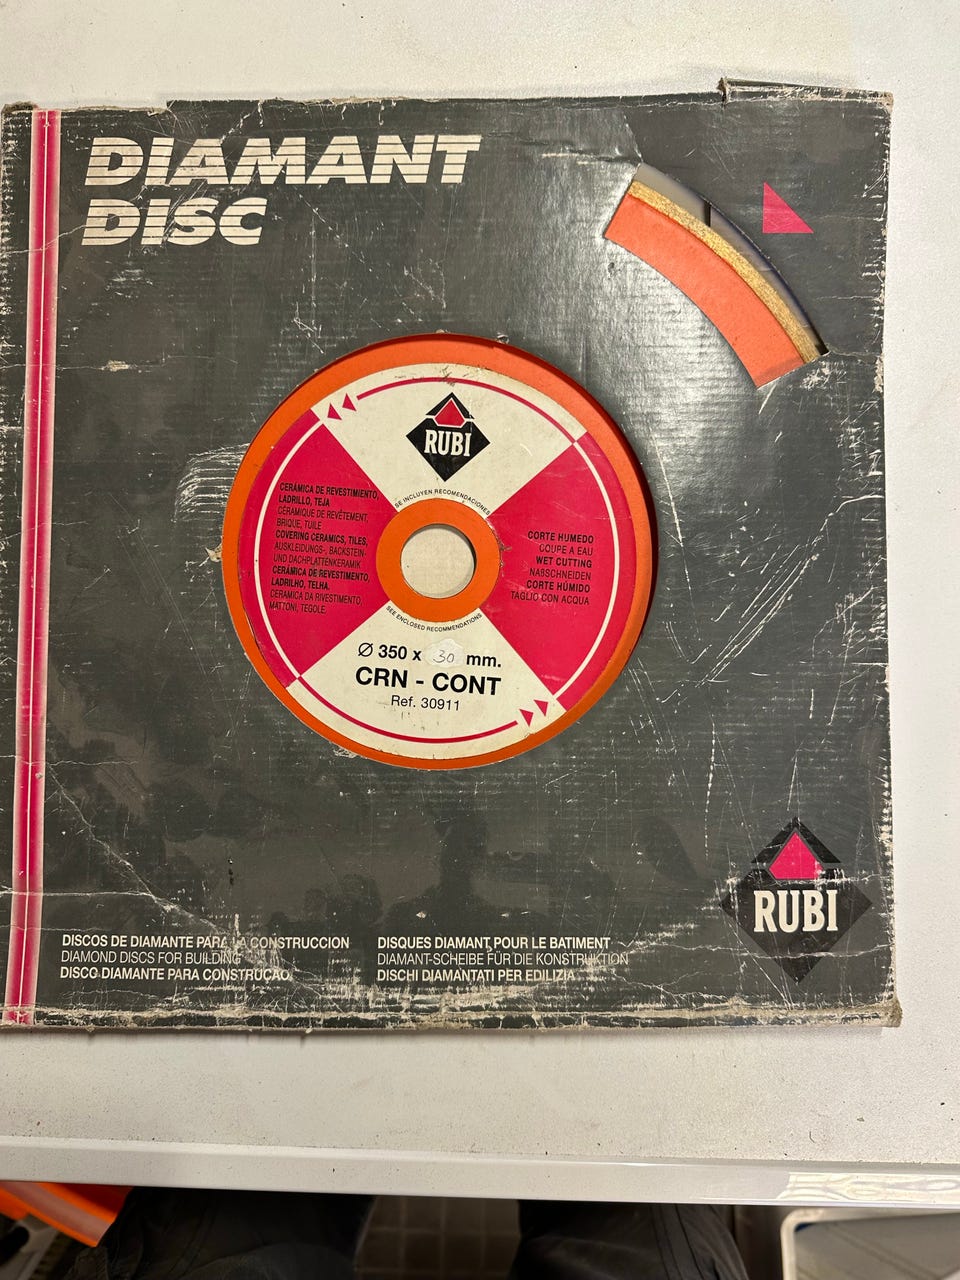 DIAMANT
DISC
RUBI
SE INCLUYEN RECOMENDACIONES
CERÁMICA DE REVESTIMIENTO,
LADRILLO, TEJA
CÉRAMIQUE DE REVÊTEMENT,
BRIQUE, TUILE
COVERING CERAMICS, TILES,
AUSKLEIDUNGS-, BACKSTEIN-
UND DACHPLATTENKERAMIK
CERÂMICA DE REVESTIMENTO,
LADRILHO, TELHA.
CERAMICA DA RIVESTIMENTO,
MATTONI, TEGOLE.
CORTE HUMEDO
COUPE A EAU
WET CUTTING
NAßSCHNEIDEN
CORTE HÚMIDO
TAGLIO CON ACQUA
SEE ENCLOSED RECOMMENDATIONS
Ø 350 x 30 mm.
CRN - CONT
Ref. 30911
RUBI
DISCOS DE DIAMANTE PARA LA CONSTRUCCION
DIAMOND DISCS FOR BUILDING
DISCO DIAMANTE PARA CONSTRUÇAO
DISQUES DIAMANT POUR LE BATIMENT
DIAMANT-SCHEIBE FÜR DIE KONSTRUKTION
DISCHI DIAMANTATI PER EDILIZIA